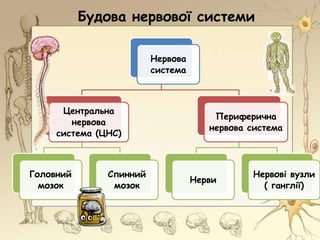 Будова нервової системи
Нервова
система
Центральна
нервова
система (ЦНС)
Периферична
нервова система
Головний
мозок
Спинний
мозок
Нерви
Нервові вузли
( ганглії)